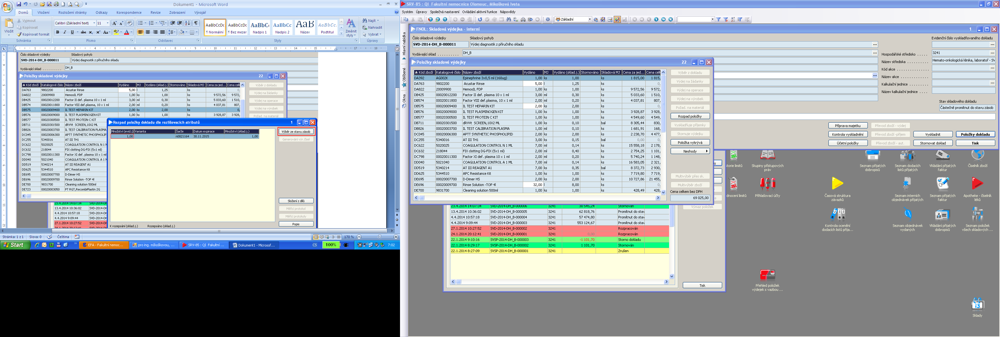 Dokument1 - Microsoft Word
Domů Vložení Rozložení stránky Odkazy Korespondence Revize Zobrazení Vývojář
Vložit
Vyjmout
Kopírovat
Kopírovat formát
Schránka
Calibri (Základní text) 11
Písmo
Odstavec
AaBbCcDc AaBbCcDc AaBbCc AaBbCc AaB AaBbCc.
¶ Normální ¶ Bez mezer Nadpis 1 Nadpis 2 Název Podtitul
Změnit styly
Styly
Najít
Nahradit
Vybrat
Úpravy
Číslo skladové výdejky Skladový pohyb
SVD-2014-DH_B-000011 Výdej diagnostik z příručního skladu
Vydávající sklad . . . . . . . . . . DH_B
Položky skladové výdejky 22
Kód zboží Katalogové číslo Název zboží Vydáno MJ Vydáno (sklad.j.) Stornováno Skladová MJ Cena za jed... Cena celk
DA763 9802200 Acustar Rinse 5,00 l 1,25 ks 0,
DA822 20009900 HemosIL FDP 1,00 ks 1,00 ks 9 572,56 9 572,
DB425 00020012200 Factor II def. plasma 10 x 1 ml 3,00 ml 0,30 ks 5 033,60 1 510,
DB574 00020011800 Factor VIII def.plasma, 10 x 1 ml 2,00 ml 0,20 ks 4 037,81 807,
DB575 00020009400 IL TEST HEPARIN KIT 2,00 ks 2,00 ks 0,
DB576 00020009000 IL TEST PLASMINOGEN KIT 1,00 ks 1,00 ks 3 928,87 3 928,
DB577 00020300500 IL TEST PROTEIN C KIT
DB711 00020301500 dRVVt SCREEN,10X2 ML
DB826 00020003700 IL TEST CALIBRATION PLASMA
DC045 00020006300 APTT SYNTHETIC PHOSPHOLIP
DC255 5340016 AT III TH1
DC622 5020025 COAGULATION CONTROL N 1 M
DC632 218044 FIX clotting DG-FIX (5x1 ml)
DC798 00020011300 Factor XI def. plasma 10 x 1 ml
DD040 5021040 COAGULATION CONTROL A 1 M
DD519 5340214 AT III REAGENT A1
DD625 5344510 APC Resistance Kit
DE695 00020007700 D-Dimer HS
DE696 00020009700 Rinse Solution -TOP 4l
DE700 9831700 Cleaning solution 500ml
DE723 00020003050 PT RGT,RecombiPlastin 2G
Výběr z dokladu
Výdej na žádanky
Výdej na operace
Výdej na výrobek
Požad. na materiál
Rozpad položky dokladu dle rozlišovacích atributů 1
Množství (evid.j) Varianta Šarže Datum expirace Množství (sklad.j.)
1,00 n0821164 30.11.2015 1,00
Výběr ze stavu zásob
Generování výr.čísel
Složení z dílů
Měřicí protokol
Měřicí protokoly
Popis
K rozepsání (sklad.j.) Rozepsáno (sklad.j.)
23.4.2014 14:07:34 SVD-2014-DH
13.4.2014 10:36:02 SVD-2014-DH
4.4.2014 10:57:18 SVD-2014-DH
4.4.2014 9:09:44 SVD-2014-DH
27.1.2014 10:27:52 SVD-2014-DH
24.1.2014 20:12:41 SVD-2014-DH
Stránka: 1 z 1 Slova: 0 Čeština 170 %
Start EFA - Fakultní nemoc... pro ing. mIkoškovou, ... SRV-85 : QI Fakultní ... Dokument1 - Microsof... CS 100% 7:02
SRV-85 : QI Fakultní nemocnice Olomouc, Mikošková Iveta
Systém Úpravy Společná nastavení Ovládání aktivní funkce Nápovědy
Základní
Hlavní nabídka
Oblíbené
Okna
FNOL: Skladová výdejka - interní 1
Číslo skladové výdejky Skladový pohyb Evidenční číslo vyskladňovaného dokladu
SVD-2014-DH_B-000011 Výdej diagnostik z příručního skladu
Vydávající sklad . . . . . . . . . . DH_B
Hospodářské středisko . . . . . 3241
Název střediska . . . . . . . . . . Hemato-onkologická klinika, laboratoř - SV
Kód akce . . . . . . . . . . . . . . .
Název akce . . . . . . . . . . . . .
Kalkulační jednice . . . . . . . . .
Název kalkulační jednice . . . .
Stav skladového dokladu
Částečně promítnut do stavu zásob
Příprava majetku Převod zboží - výdej
Kontrola vyskladnění Převod zboží -příjem Vyskladnit Položky dokladu
Účetní položky Převod zboží - aut. Stornovat doklad Tisk
Položky skladové výdejky 22
Kód zboží Katalogové číslo Název zboží Vydáno MJ Vydáno (sklad.j.) Stornováno Skladová MJ Cena za jed... Cena celk
DA392 AG002K Epinephrine 3x0,5 ml (160ug) 1,00 ks 1,00 ks 1 815,00 1 815,
DA763 9802200 Acustar Rinse 5,00 l 1,25 ks 0,
DA822 20009900 HemosIL FDP 1,00 ks 1,00 ks 9 572,56 9 572,
DB425 00020012200 Factor II def. plasma 10 x 1 ml 3,00 ml 0,30 ks 5 033,60 1 510,
DB574 00020011800 Factor VIII def.plasma, 10 x 1 ml 2,00 ml 0,20 ks 4 037,81 807,
DB575 00020009400 IL TEST HEPARIN KIT 2,00 ks 2,00 ks 0,
DB576 00020009000 IL TEST PLASMINOGEN KIT 1,00 ks 1,00 ks 3 928,87 3 928,
DB577 00020300500 IL TEST PROTEIN C KIT 1,00 ks 1,00 ks 4 549,60 4 549,
DB711 00020301500 dRVVt SCREEN,10X2 ML 1,00 ks 0,10 bal 8 305,44 830,
DB826 00020003700 IL TEST CALIBRATION PLASMA 1,00 ml 0,10 ks 1 681,91 168,
DC045 00020006300 APTT SYNTHETIC PHOSPHOLIPID 2,00 ks 2,00 ks 2 238,70 4 477,
DC255 5340016 AT III TH1 3,00 ks 0,15 bal 0,00 0,
DC622 5020025 COAGULATION CONTROL N 1 ML 7,00 ml 0,14 ks 15 558,18 2 178,
DC632 218044 FIX clotting DG-FIX (5x1 ml) 2,00 ml 0,40 ks 2 754,25 1 101,
DC798 00020011300 Factor XI def. plasma 10 x 1 ml 2,00 ml 0,20 ks 5 740,24 1 148,
DD040 5021040 COAGULATION CONTROL A 1 ML 7,00 ml 0,14 ks 16 583,05 2 321,
DD519 5340214 AT III REAGENT A1 7,00 ks 0,35 bal 8 372,73 2 930,
DD625 5344510 APC Resistance Kit 1,00 ks 1,00 ks 7 719,80 7 719,
DE695 00020007700 D-Dimer HS 2,00 ks 2,00 ks 10 727,86 21 455,
DE696 00020009700 Rinse Solution -TOP 4l 32,00 l 8,00 ks 0,
DE700 9831700 Cleaning solution 500ml 1,00 ks 1,00 ks 428,49 428,
Výběr z dokladu
Výdej na žádanky
Výdej na operace
Výdej na výrobek
Požad. na materiál
Rozpad položky
Vyskladňuje příjemky
Stornuje výdejku
Položka vykrývá
Neshody
Multivýběr přes sk.
Multivýběr zboží
Cena celkem bez DPH
69 025,00
Výmaz položek
23.4.2014 14:07:34 SVD-2014-DH_B-000006 3241 30 545,24 Stornován
13.4.2014 10:36:02 SVD-2014-DH_B-000005 3241 62 818,76 Promítnut do stav
4.4.2014 10:57:18 SVD-2014-DH_B-000004 3241 57 474,80 Promítnut do stav
4.4.2014 9:09:44 SVD-2014-DH_B-000003 3241 553 124,67 Promítnut do stav
27.1.2014 10:27:52 SVD-2014-DH_B-000002 3241 Rozpracován
24.1.2014 20:12:41 SVD-2014-DH_B-000001 3241 0,00 Rozpracován
22.1.2014 9:10:16 SVSP-2014-DH_B-000003 3241 -1 101,70 Storno dokladu
22.1.2014 8:29:17 SVSP-2014-DH_B-000002 3241 1 101,70 Stornován
22.1.2014 8:27:09 SVSP-2014-DH_B-000001 3241 Zrušen
Tisk
storie limitů
Skupiny přístupových práv
Seznam přijatých dobropisů
Seznam dodacích listů přijatých
Vkládání přijatých faktur
Číselník zboží
dnocení limitů
Přihlašovací účty
Časová struktura závazků
Seznam interních objednávek přijatých
Seznam přijatých faktur
Apotheke - číselník léků
Kontrola ocenění dodacích listů přija...
Seznam objednávek vydaných
Vkládání přijatých dobropisů
Seznam položek všech skladových ...
Přehled položek výdejek s vazbou ...
Sklady